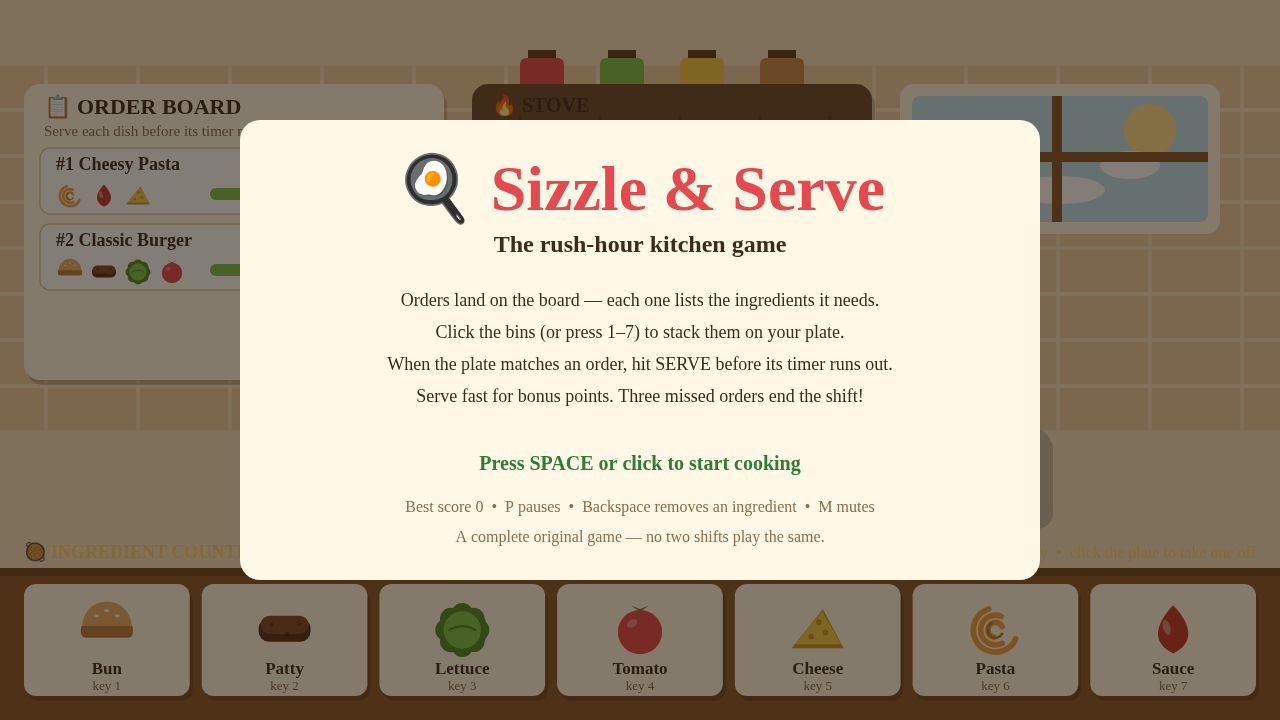 ORDER BOARD
STOVE
Serve each dish before its timer
#1 Cheesy Pasta
#2 Classic Burger
Sizzle & Serve
The rush-hour kitchen game
Orders land on the board — each one lists the ingredients it needs.
Click the bins (or press 1–7) to stack them on your plate.
When the plate matches an order, hit SERVE before its timer runs out.
Serve fast for bonus points. Three missed orders end the shift!
Press SPACE or click to start cooking
Best score 0 • P pauses • Backspace removes an ingredient • M mutes
A complete original game — no two shifts play the same.
INGREDIENT
• click the plate to take one off
Bun
Patty
Lettuce
Tomato
Cheese
Pasta
Sauce
key 1
key 2
key 3
key 4
key 5
key 6
key 7